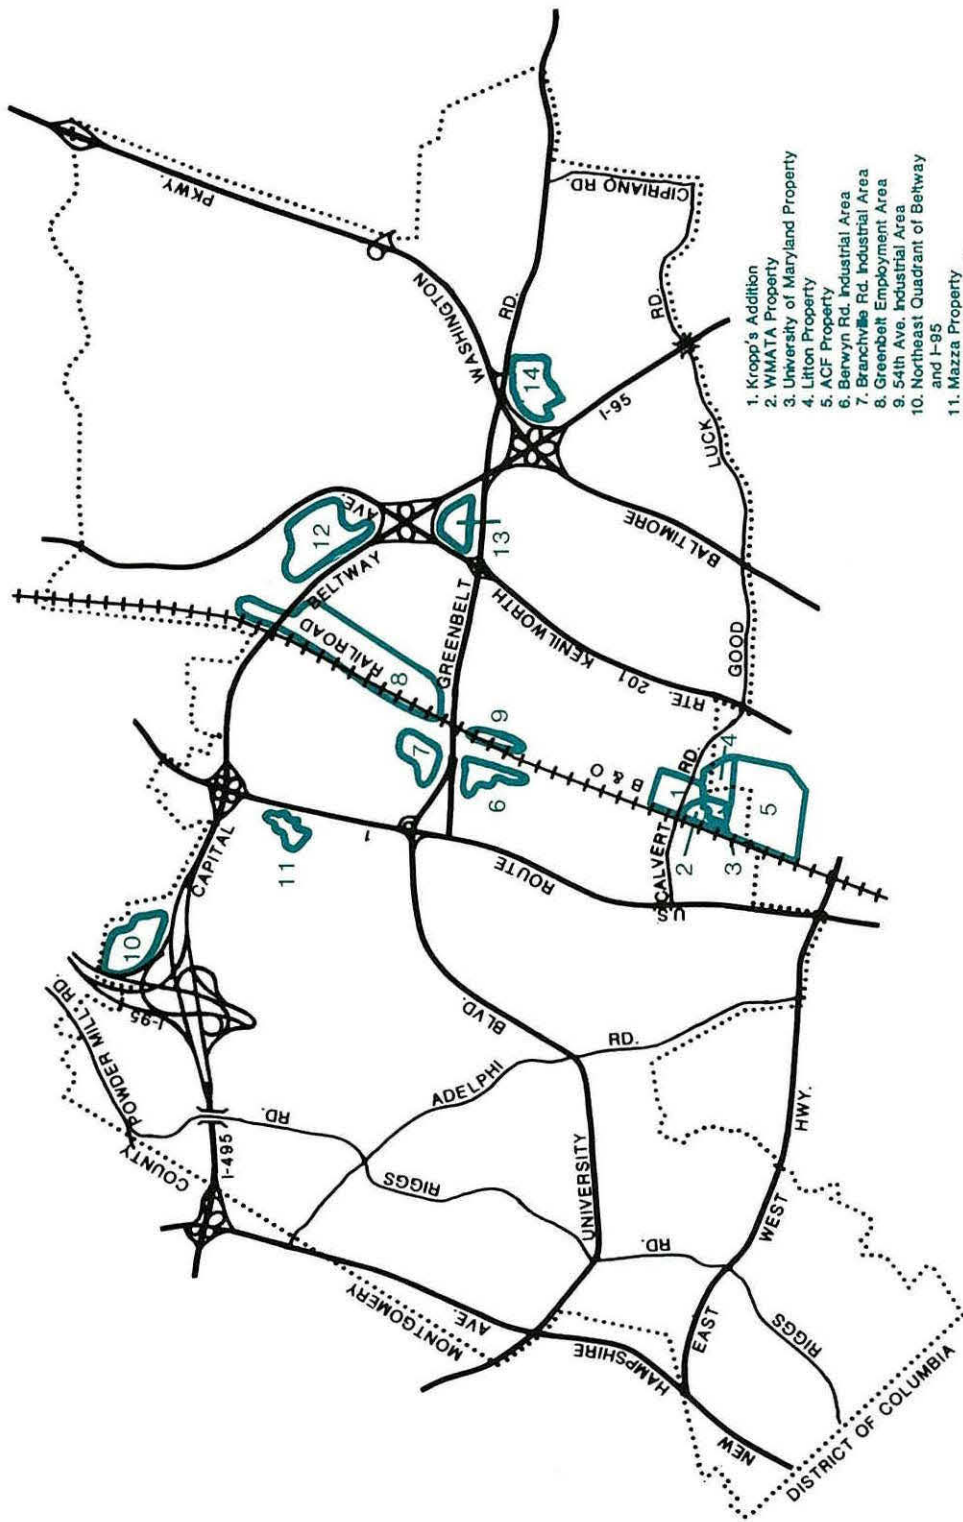 PKWY.
WASHINGTON
RD.
CIPRIANO RD.
RD.
LUCK
GOOD
I-95
BALTIMORE
14
12
AVE.
BELTWAY
13
GREENBELT
KENILWORTH
201
RTE.
RAILROAD
8
9
7
6
B & O
RD.
CALVERT
1
2
3
4
5
11
1
ROUTE
U.S.
CAPITAL
10
I-95
POWDER MILL RD.
COUNTY
MONTGOMERY
I-495
RD.
RIGGS
ADELPHI
RD.
BLVD.
UNIVERSITY
RD.
RIGGS
HWY.
WEST
EAST
AVE.
HAMPSHIRE
NEW
DISTRICT OF COLUMBIA
1. Kropp's Addition
2. WMATA Property
3. University of Maryland Property
4. Litton Property
5. ACF Property
6. Berwyn Rd. Industrial Area
7. Branchville Rd. Industrial Area
8. Greenbelt Employment Area
9. 54th Ave. Industrial Area
10. Northeast Quadrant of Beltway
and I-95
11. Mazza Property